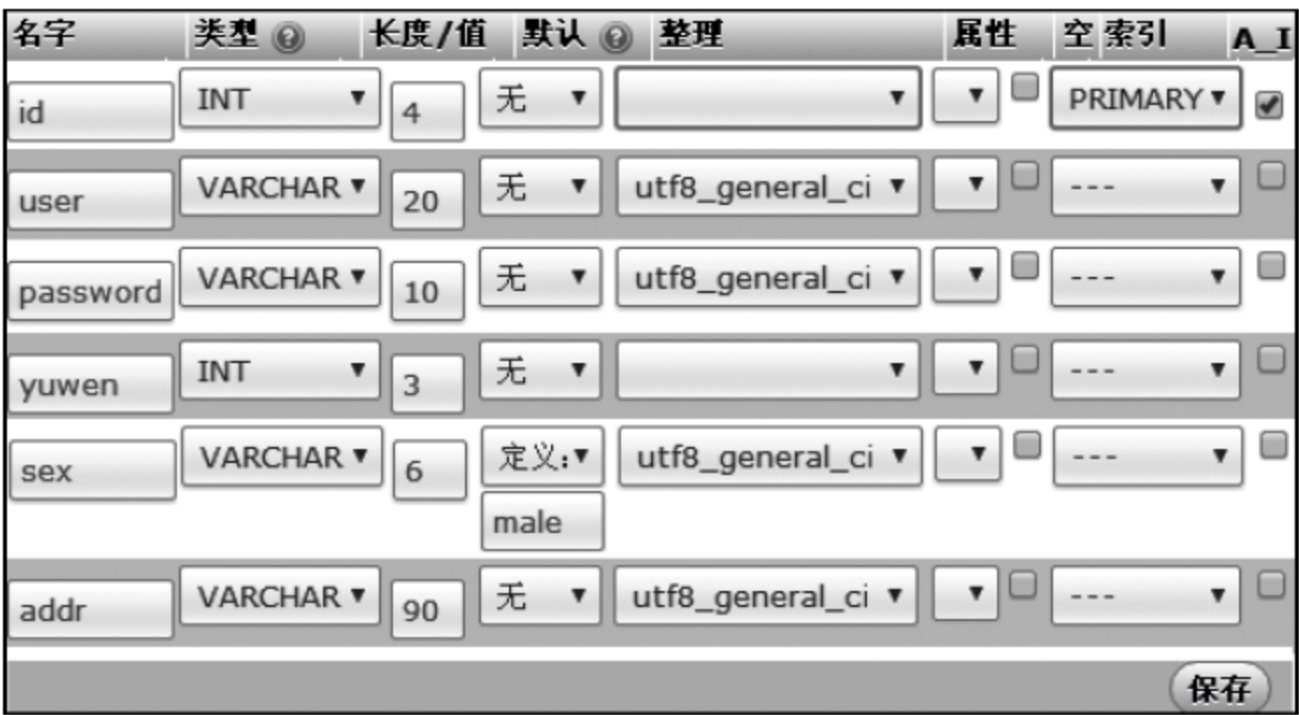 名字 类型 长度/值 默认 整理 属性 空 索引 A_I
id INT 4 无 PRIMARY
user VARCHAR 20 无 utf8_general_ci ---
password VARCHAR 10 无 utf8_general_ci ---
yuwen INT 3 无 ---
sex VARCHAR 6 定义: utf8_general_ci ---
male
addr VARCHAR 90 无 utf8_general_ci ---
保存